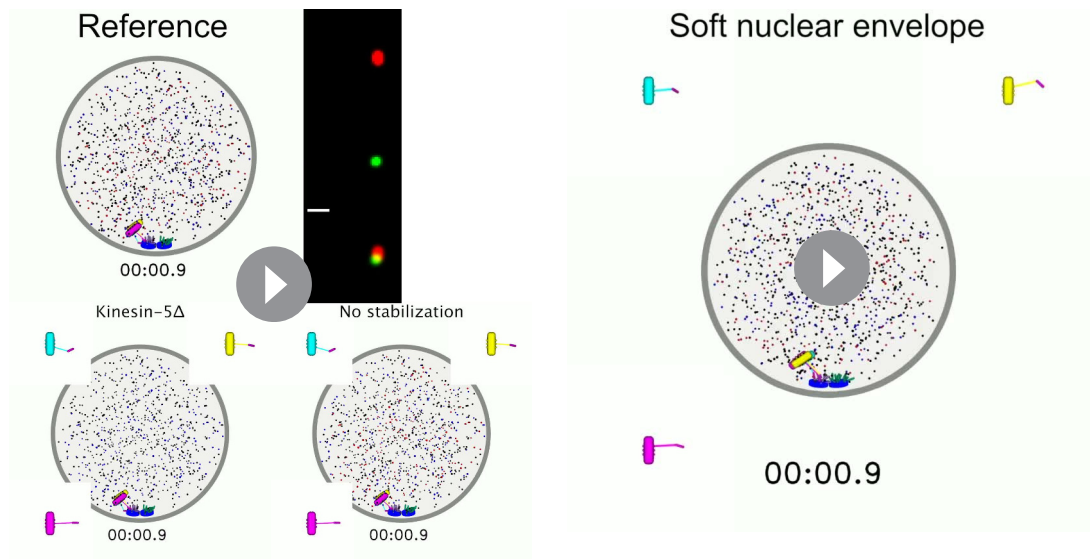 Reference
00:00.9
Kinesin-5Δ
00:00.9
No stabilization
00:00.9
Soft nuclear envelope
00:00.9